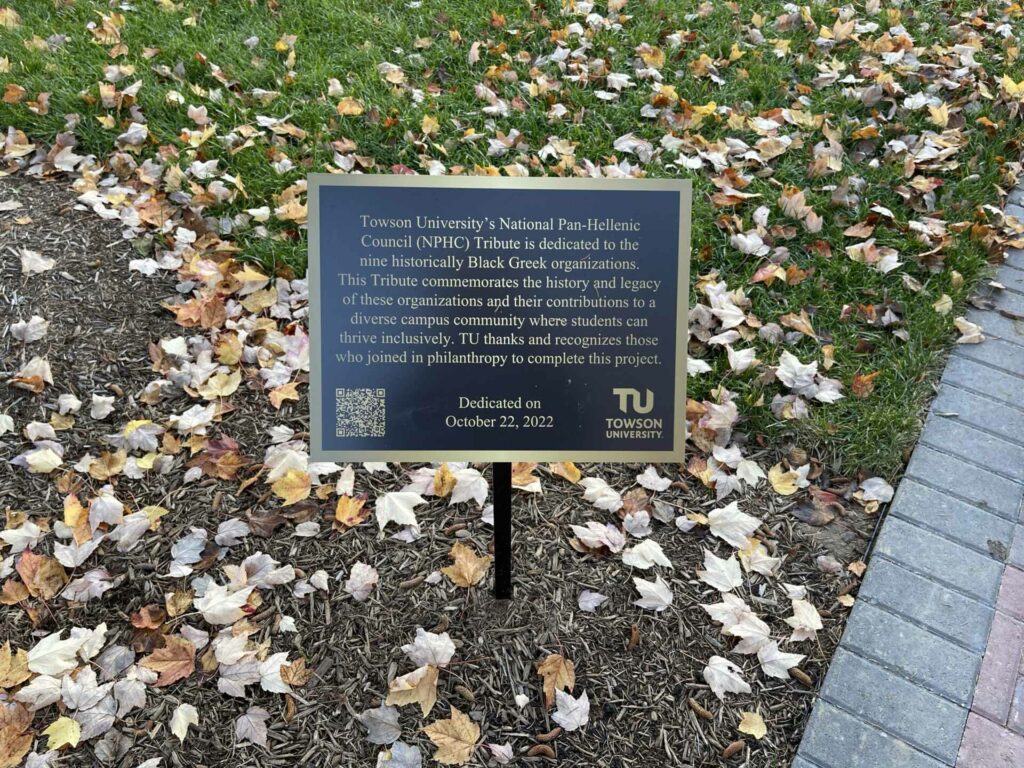 Towson University's National Pan-Hellenic
Council (NPHC) Tribute is dedicated to the
nine historically Black Greek organizations.
This Tribute commemorates the history and legacy
of these organizations and their contributions to a
diverse campus community where students can
thrive inclusively. TU thanks and recognizes those
who joined in philanthropy to complete this project.
Dedicated on
October 22, 2022
TU
TOWSON
UNIVERSITY.